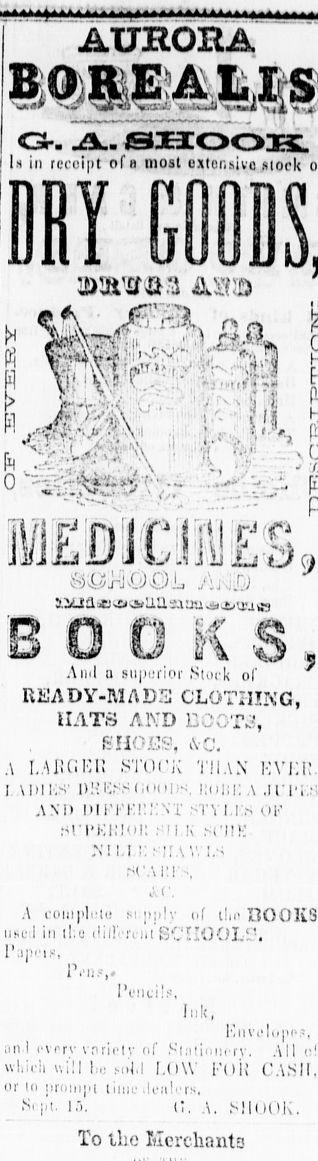 AURORA
BOREALIS
G. A. SHOOK
Is in receipt of a most extensive stock o
DRY GOODS,
DRUGS AND
OF EVERY
DESCRIPTION
MEDICINES,
SCHOOL AND
Miscellaneous
BOOKS,
And a superior Stock of
READY-MADE CLOTHING,
HATS AND BOOTS,
SHOES, &C.
A LARGER STOCK THAN EVER.
LADIES' DRESS GOODS, ROBE A JUPES
AND DIFFERENT STYLES OF
SUPERIOR SILK SCHE-
NILLE SHAWLS
SCARFS,
&C.
A complete supply of the BOOKS
used in the different SCHOOLS.
Papers,
Pens,
Pencils,
Ink,
Envelopes,
and every variety of Stationery. All of
which will be sold LOW FOR CASH,
or to prompt time dealers.
Sept. 15. G. A. SHOOK.
To the Merchants